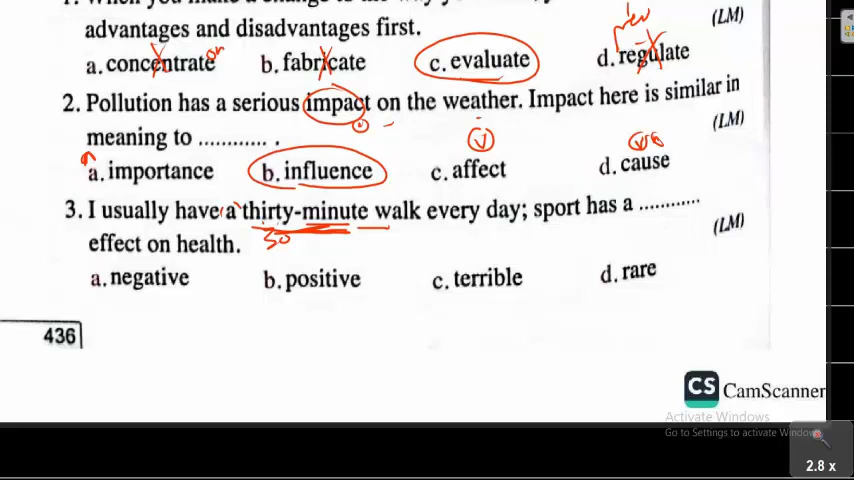 advantages and disadvantages first.
(LM)
a. concentrate on b. fabricate c. evaluate d. regulate
2. Pollution has a serious impact on the weather. Impact here is similar in
meaning to ............ .
(LM)
a. importance b. influence c. affect d. cause
3. I usually have a thirty-minute walk every day; sport has a ............
30
effect on health.
(LM)
a. negative b. positive c. terrible d. rare
436
CS CamScanner
Activate Windows
Go to Settings to activate Windows
2.8 x